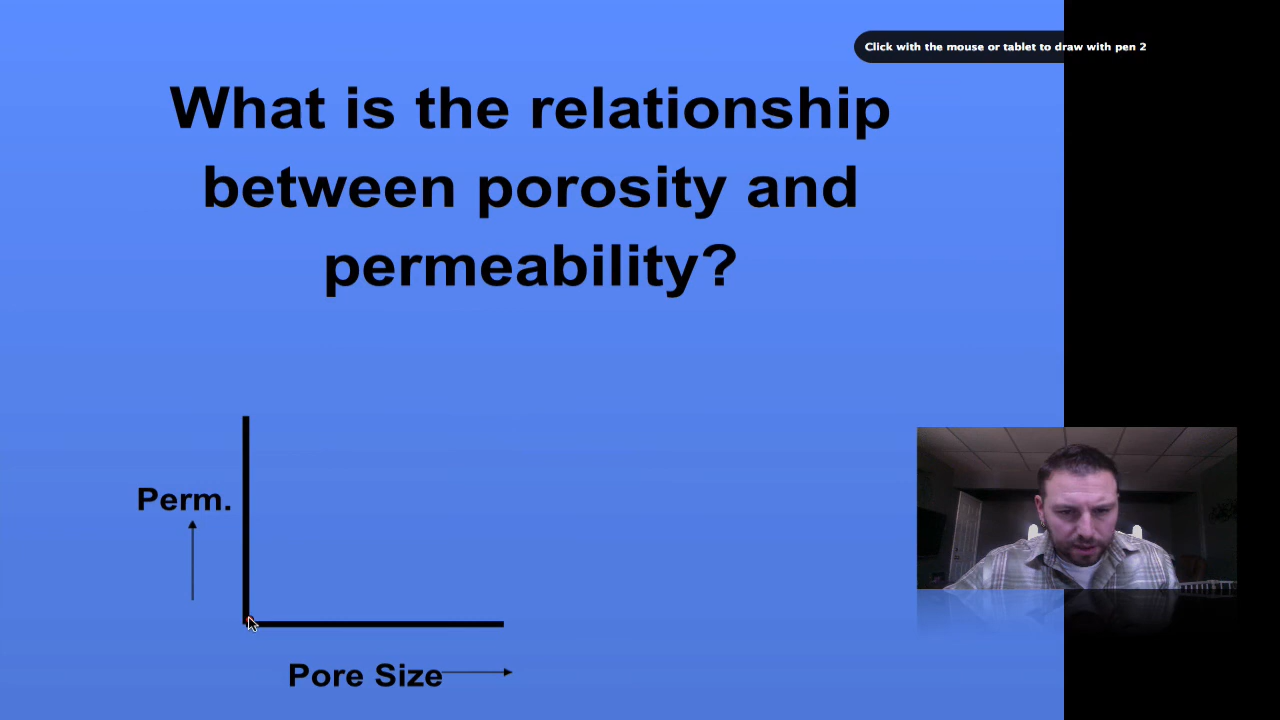 Click with the mouse or tablet to draw with pen 2
What is the relationship
between porosity and
permeability?
Perm.
Pore Size